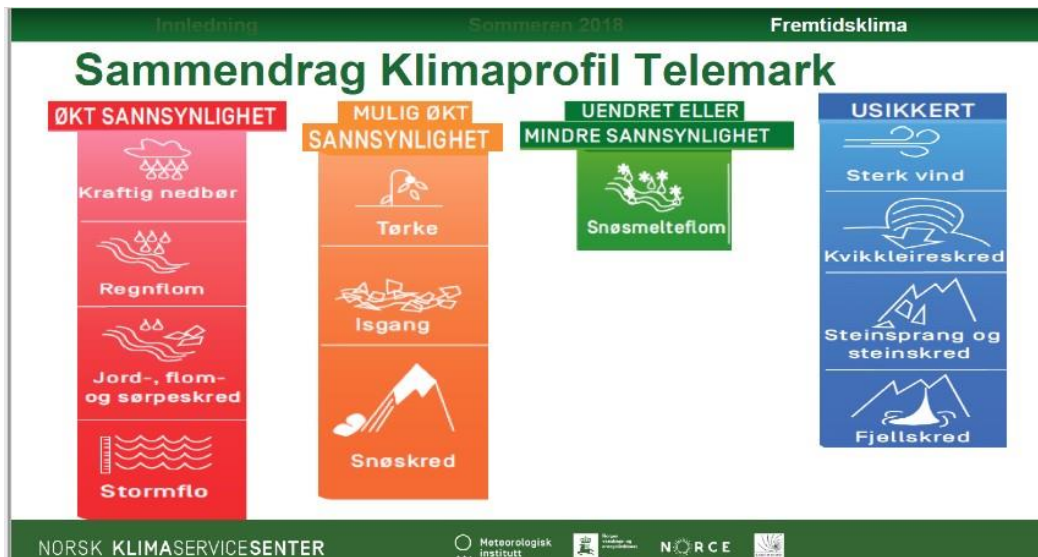 Innledning
Sommeren 2018
Fremtidsklima
Sammendrag Klimaprofil Telemark
ØKT SANNSYNLIGHET
Kraftig nedbør
Regnflom
Jord-, flom-
og sørpeskred
Stormflo
MULIG ØKT
SANNSYNLIGHET
Tørke
Isgang
Snøskred
UENDRET ELLER
MINDRE SANNSYNLIGHET
Snøsmelteflom
USIKKERT
Sterk vind
Kvikkleireskred
Steinsprang og
steinskred
Fjellskred
NORSK KLIMASERVICESENTER
Meteorologisk
institutt
NORCE